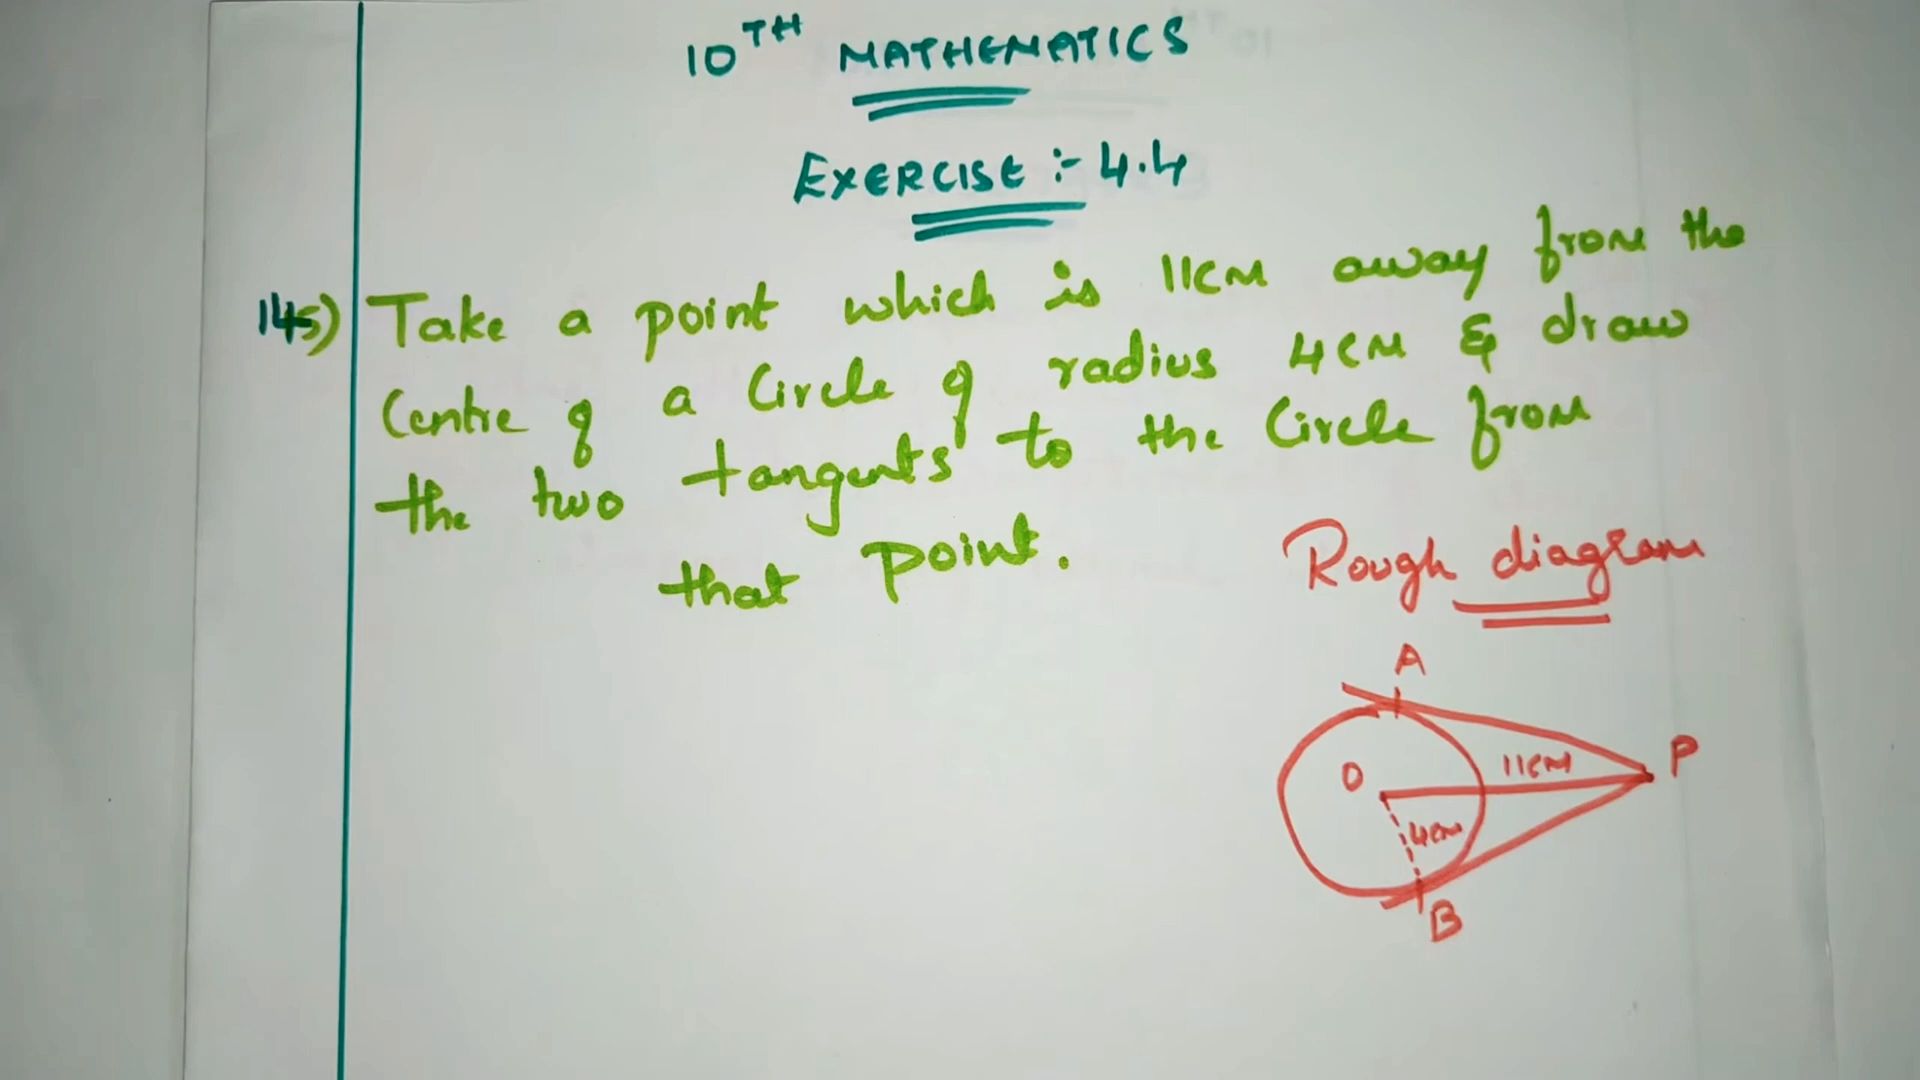 10TH MATHEMATICS
EXERCISE :- 4.4
Take a point which is 11CM away from the
Centre of a Circle of radius 4CM & draw
the two tangents to the Circle from
that point.
Rough diagram
A
O
11CM
P
4CM
B